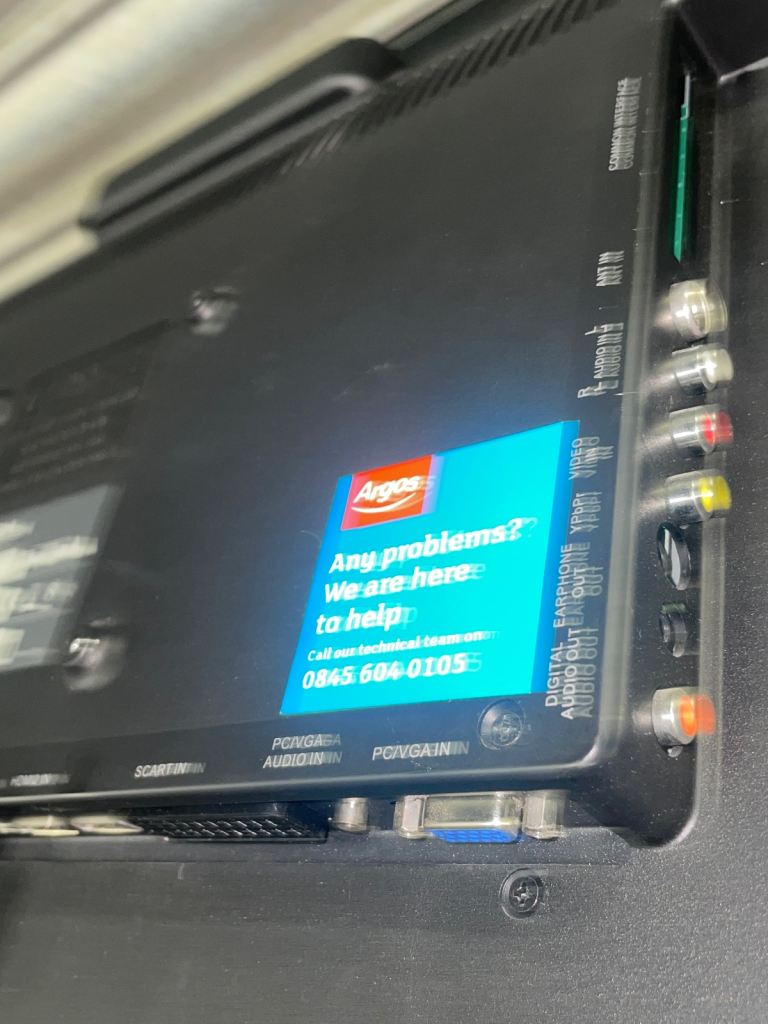 COMMON INTERFACE
ANT IN
R - AUDIO IN - L
VIDEO
IN
YPbPr
EARPHONE
OUT
DIGITAL
AUDIO OUT
Argos
Any problems?
We are here
to help
Call our technical team on
0845 604 0105
SCART IN
PC/VGA
AUDIO IN
PC/VGA IN